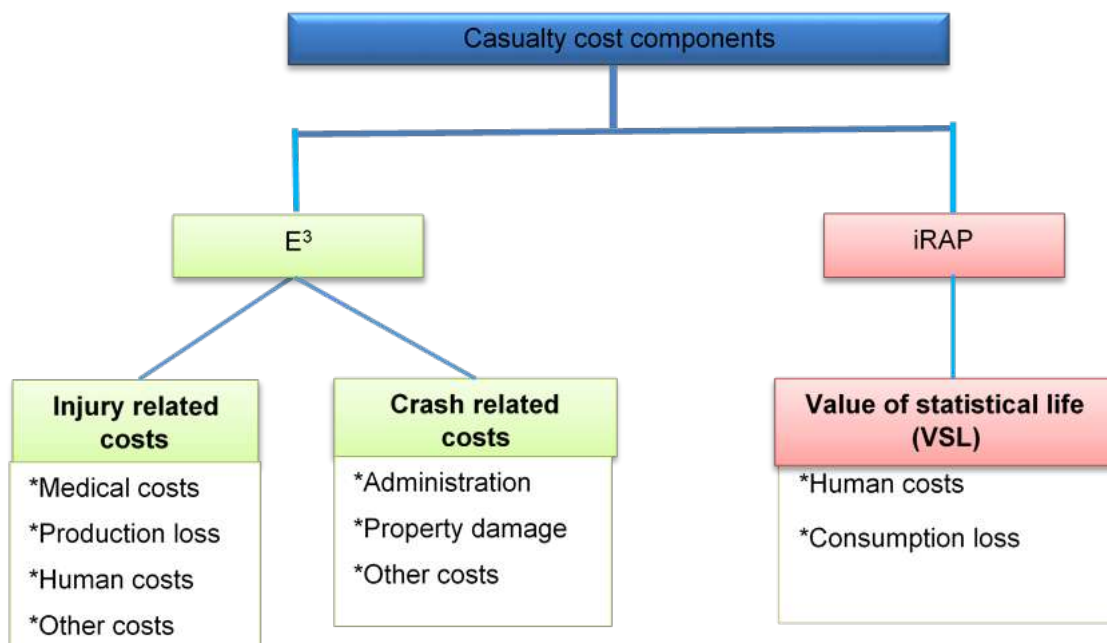 Casualty cost components
E³
iRAP
Injury related
costs
*Medical costs
*Production loss
*Human costs
*Other costs
Crash related
costs
*Administration
*Property damage
*Other costs
Value of statistical life
(VSL)
*Human costs
*Consumption loss